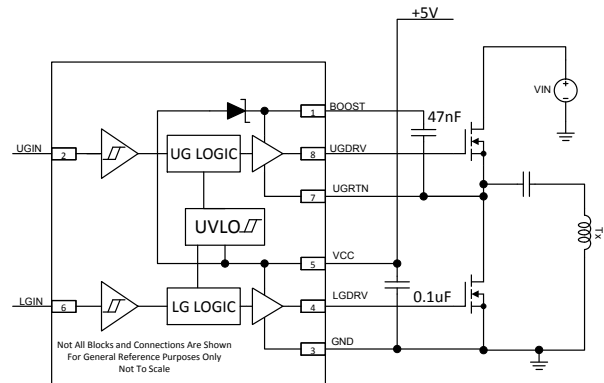 +5V
BOOST
1
47nF
VIN
UGIN
2
UG LOGIC
UGDRV
8
UGRTN
7
UVLO
Tx
VCC
5
LGIN
6
LG LOGIC
LGDRV
4
0.1uF
GND
3
Not All Blocks and Connections Are Shown
For General Reference Purposes Only
Not To Scale